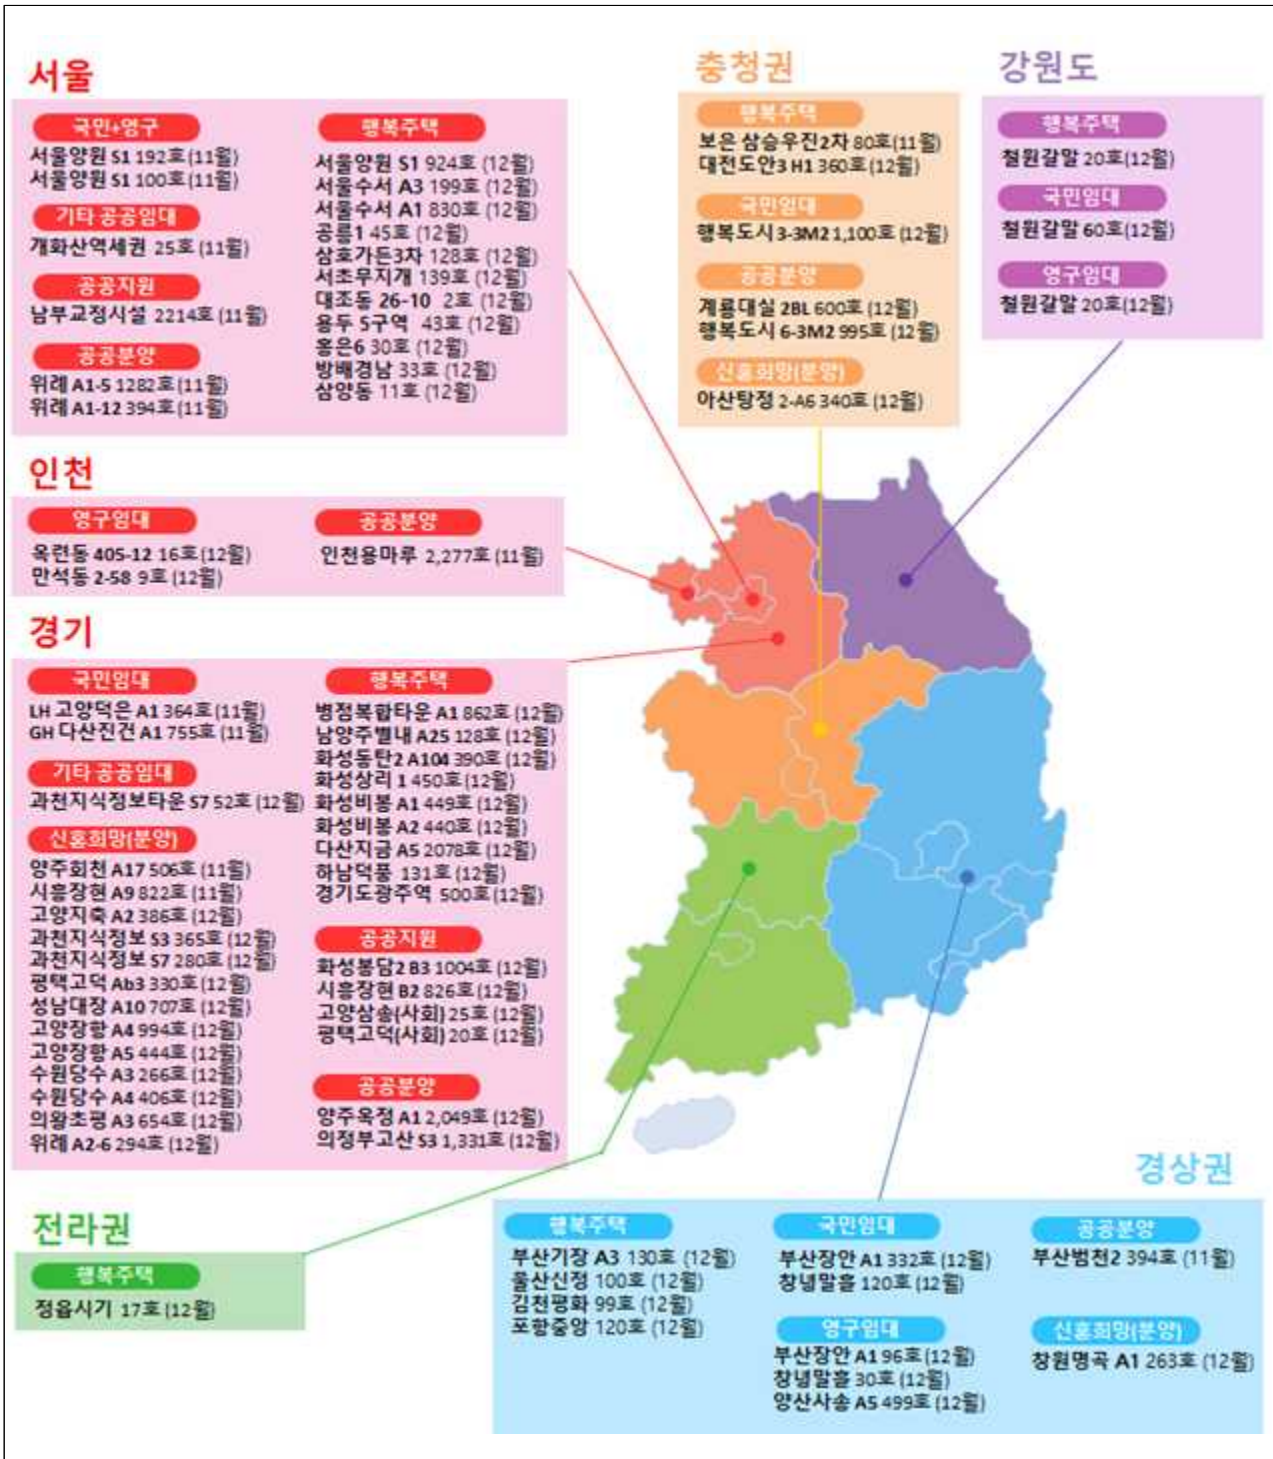 서울
국민+영구
서울양원 S1 192호(11월)
서울양원 S1 100호(11월)
기타 공공임대
개화산역세권 25호(11월)
공공지원
남부교정시설 2214호(11월)
공공분양
위례 A1-5 1282호(11월)
위례 A1-12 394호(11월)
행복주택
서울양원 S1 924호 (12월)
서울수서 A3 199호 (12월)
서울수서 A1 830호 (12월)
공릉1 45호 (12월)
삼호가든3차 128호 (12월)
서초무지개 139호 (12월)
대조동 26-10 2호 (12월)
용두 5구역 43호 (12월)
홍은6 30호 (12월)
방배경남 33호 (12월)
삼양동 11호 (12월)
충청권
행복주택
보은 삼승우진2차 80호(11월)
대전도안3 H1 360호(12월)
국민임대
행복도시 3-3M2 1,100호 (12월)
공공분양
계룡대실 2BL 600호 (12월)
행복도시 6-3M2 995호 (12월)
신혼희망(분양)
아산탕정 2-A6 340호 (12월)
강원도
행복주택
철원갈말 20호(12월)
국민임대
철원갈말 60호(12월)
영구임대
철원갈말 20호(12월)
인천
영구임대
옥련동 405-12 16호(12월)
만석동 2-58 9호 (12월)
공공분양
인천용마루 2,277호 (11월)
경기
국민임대
LH 고양덕은 A1 364호(11월)
GH 다산진건 A1 755호(11월)
기타 공공임대
과천지식정보타운 S7 52호 (12월)
신혼희망(분양)
양주회천 A17 506호 (11월)
시흥장현 A9 822호 (11월)
고양지축 A2 386호 (12월)
과천지식정보 S3 365호 (12월)
과천지식정보 S7 280호 (12월)
평택고덕 Ab3 330호 (12월)
성남대장 A10 707호 (12월)
고양장항 A4 994호 (12월)
고양장항 A5 444호 (12월)
수원당수 A3 266호 (12월)
수원당수 A4 406호 (12월)
의왕초평 A3 654호 (12월)
위례 A2-6 294호 (12월)
행복주택
병점복합타운 A1 862호 (12월)
남양주별내 A25 128호 (12월)
화성동탄2 A104 390호 (12월)
화성상리 1 450호 (12월)
화성비봉 A1 449호 (12월)
화성비봉 A2 440호 (12월)
다산지금 A5 2078호 (12월)
하남덕풍 131호 (12월)
경기도광주역 500호 (12월)
공공지원
화성봉담2 B3 1004호 (12월)
시흥장현 B2 826호 (12월)
고양삼송(사회) 25호 (12월)
평택고덕(사회) 20호 (12월)
공공분양
양주옥정 A1 2,049호 (12월)
의정부고산 S3 1,331호 (12월)
전라권
행복주택
정읍시기 17호 (12월)
경상권
행복주택
부산기장 A3 130호 (12월)
울산신정 100호 (12월)
김천평화 99호 (12월)
포항중앙 120호 (12월)
국민임대
부산장안 A1 332호 (12월)
창녕말흘 120호 (12월)
영구임대
부산장안 A1 96호 (12월)
창녕말흘 30호 (12월)
양산사송 A5 499호 (12월)
공공분양
부산범천2 394호 (11월)
신혼희망(분양)
창원명곡 A1 263호 (12월)